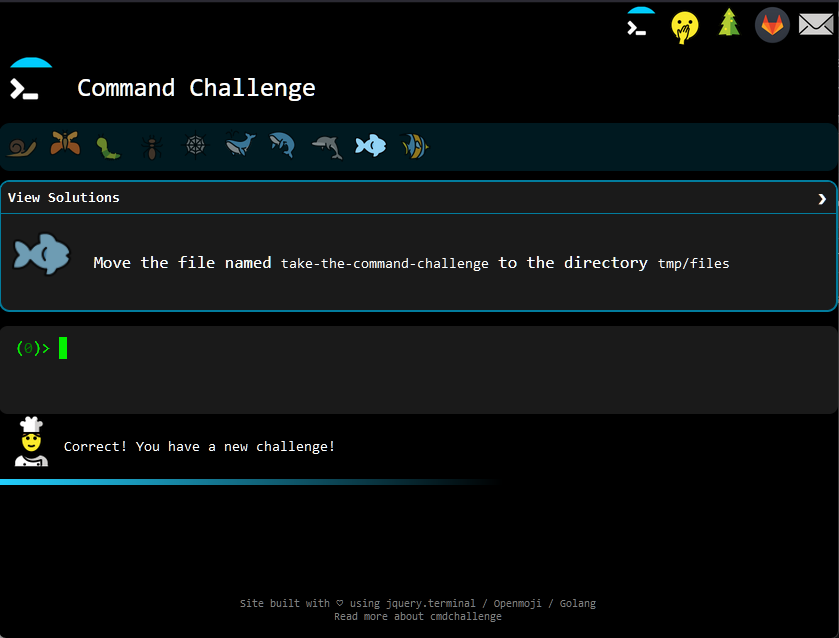 Command Challenge
View Solutions
Move the file named take-the-command-challenge to the directory tmp/files
(0)>
Correct! You have a new challenge!
Site built with ♡ using jquery.terminal / Openmoji / Golang
Read more about cmdchallenge